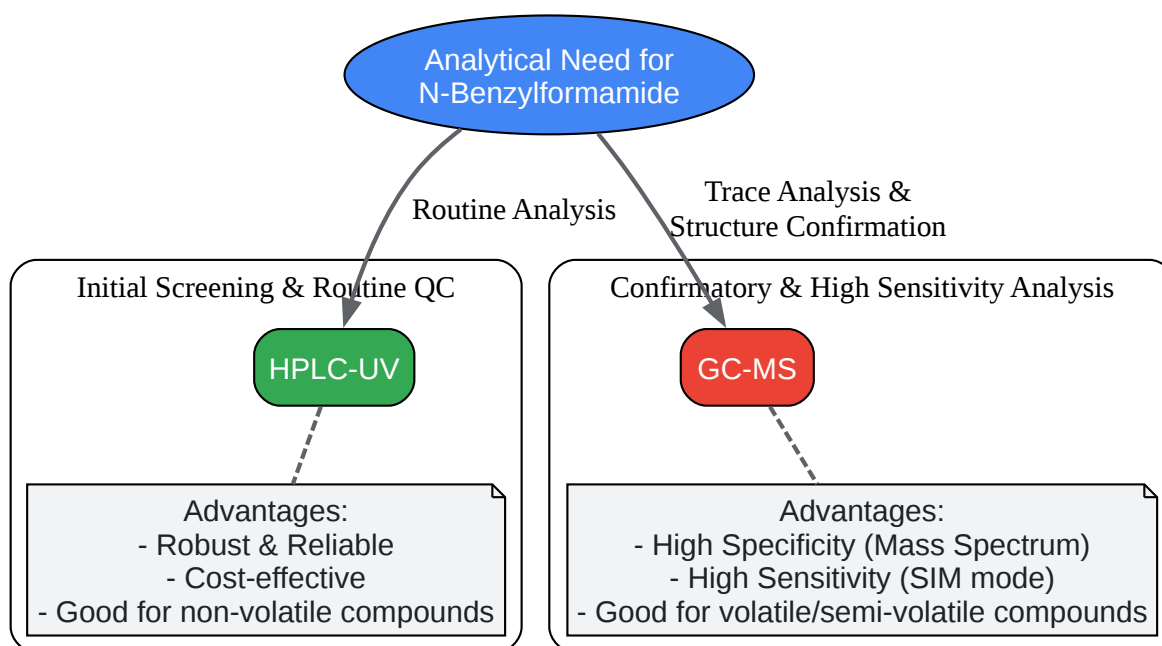 Analytical Need for
N-Benzylformamide
Routine Analysis
Trace Analysis &
Structure Confirmation
Initial Screening & Routine QC
HPLC-UV
Advantages:
- Robust & Reliable
- Cost-effective
- Good for non-volatile compounds
Confirmatory & High Sensitivity Analysis
GC-MS
Advantages:
- High Specificity (Mass Spectrum)
- High Sensitivity (SIM mode)
- Good for volatile/semi-volatile compounds